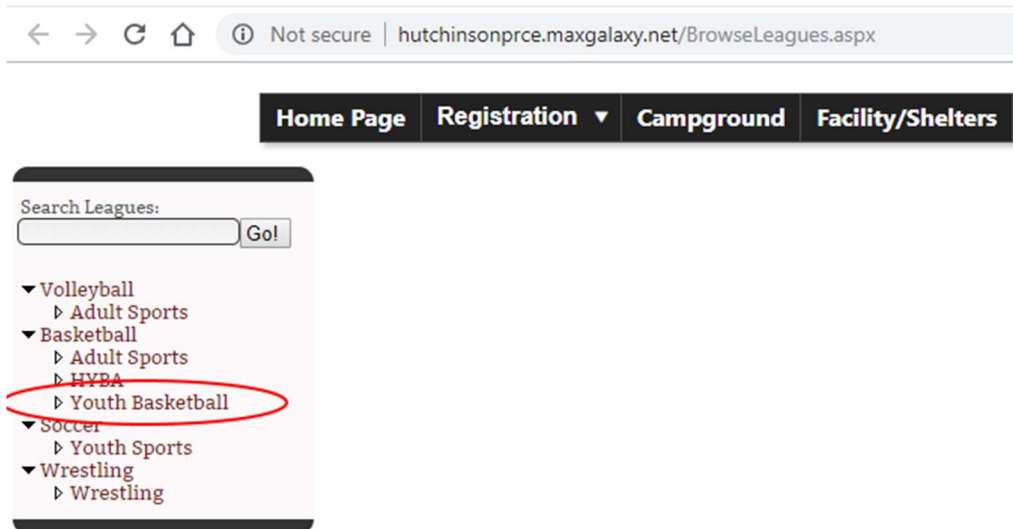 Not secure | hutchinsonprce.maxgalaxy.net/BrowseLeagues.aspx
Home Page Registration ▼ Campground Facility/Shelters
Search Leagues:
Go!
Volleyball
Adult Sports
Basketball
Adult Sports
HYBA
Youth Basketball
Soccer
Youth Sports
Wrestling
Wrestling